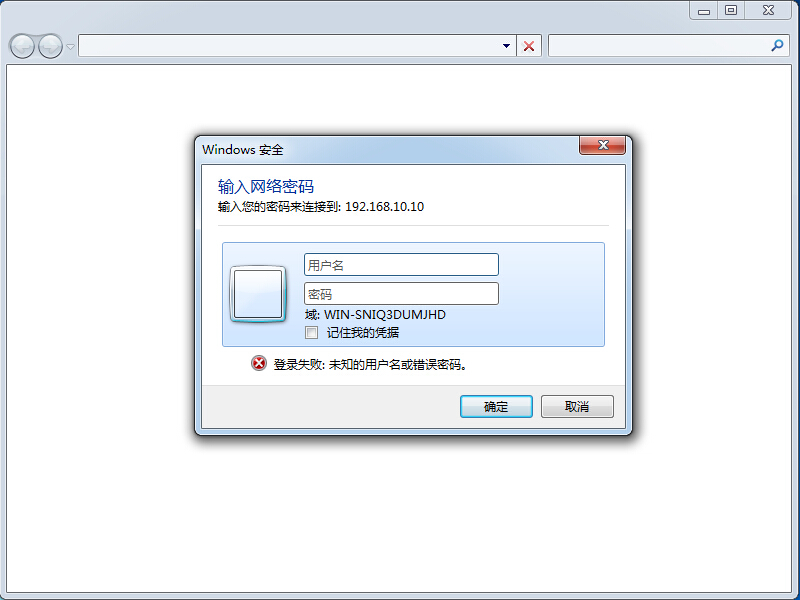 Windows 安全
输入网络密码
输入您的密码来连接到: 192.168.10.10
用户名
密码
域: WIN-SNIQ3DUMJHD
记住我的凭据
登录失败: 未知的用户名或错误密码。
确定
取消